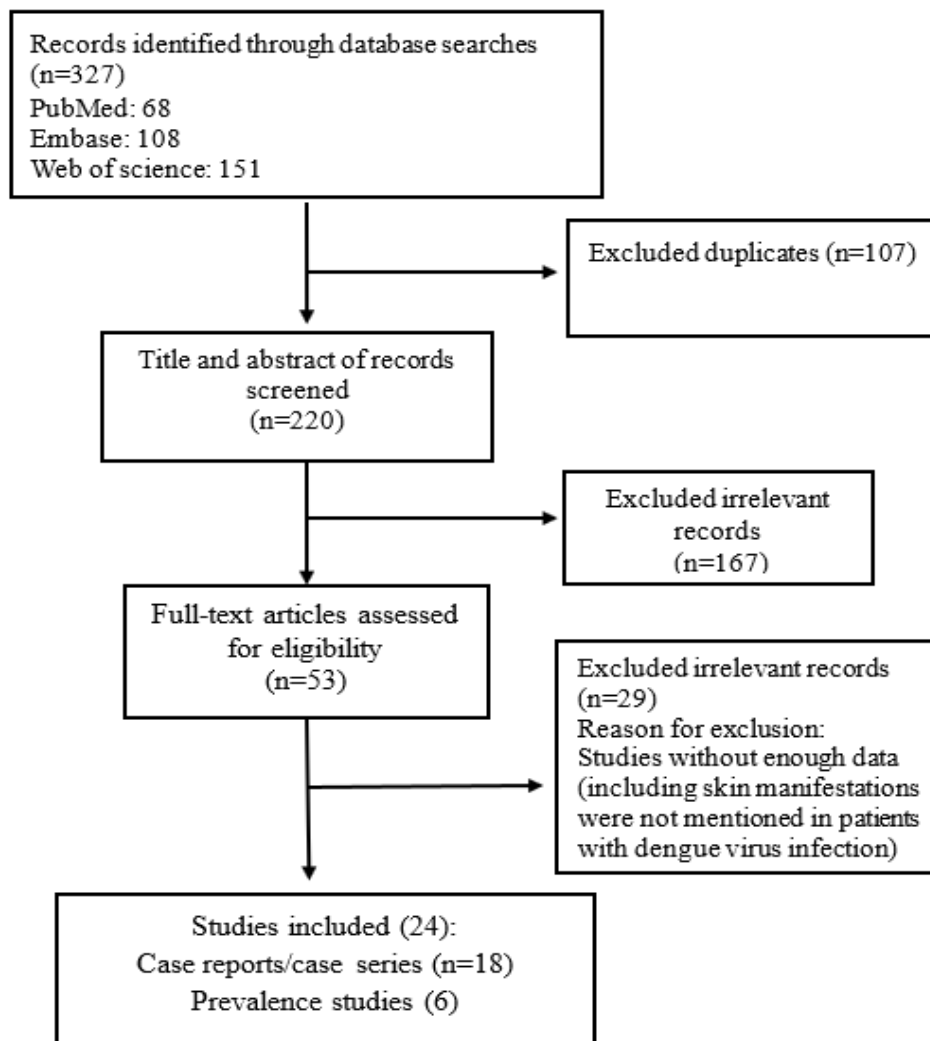 Records identified through database searches
(n=327)
PubMed: 68
Embase: 108
Web of science: 151
Excluded duplicates (n=107)
Title and abstract of records
screened
(n=220)
Excluded irrelevant
records
(n=167)
Full-text articles assessed
for eligibility
(n=53)
Excluded irrelevant records
(n=29)
Reason for exclusion:
Studies without enough data
(including skin manifestations
were not mentioned in patients
with dengue virus infection)
Studies included (24):
Case reports/case series (n=18)
Prevalence studies (6)